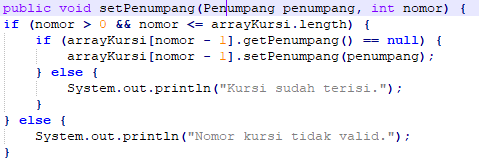 public void setPenumpang(Penumpang penumpang, int nomor) {
if (nomor > 0 && nomor <= arrayKursi.length) {
    if (arrayKursi[nomor - 1].getPenumpang() == null) {
        arrayKursi[nomor - 1].setPenumpang(penumpang);
    } else {
        System.out.println("Kursi sudah terisi.");
    }
} else {
    System.out.println("Nomor kursi tidak valid.");
}